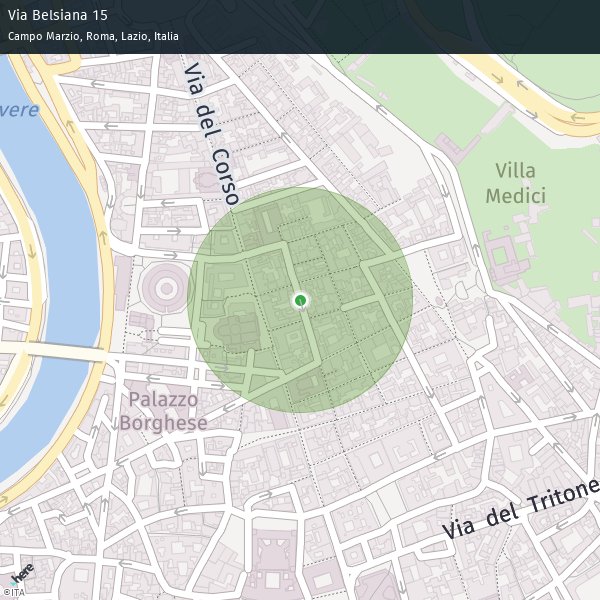 Via Belsiana 15
Campo Marzio, Roma, Lazio, Italia
vere
Via del Corso
Villa
Medici
Palazzo
Borghese
Via del Tritone
here
©ITA